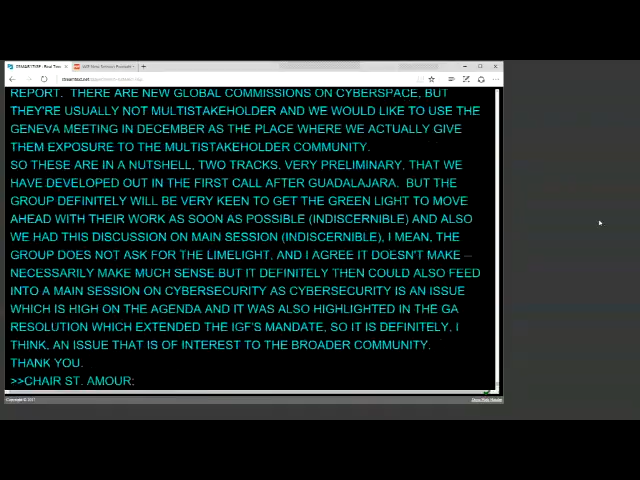 streamtext.net
REPORT. THERE ARE NEW GLOBAL COMMISSIONS ON CYBERSPACE, BUT
THEY'RE USUALLY NOT MULTISTAKEHOLDER AND WE WOULD LIKE TO USE THE
GENEVA MEETING IN DECEMBER AS THE PLACE WHERE WE ACTUALLY GIVE
THEM EXPOSURE TO THE MULTISTAKEHOLDER COMMUNITY.
SO THESE ARE IN A NUTSHELL, TWO TRACKS, VERY PRELIMINARY, THAT WE
HAVE DEVELOPED OUT IN THE FIRST CALL AFTER GUADALAJARA. BUT THE
GROUP DEFINITELY WILL BE VERY KEEN TO GET THE GREEN LIGHT TO MOVE
AHEAD WITH THEIR WORK AS SOON AS POSSIBLE (INDISCERNIBLE) AND ALSO
WE HAD THIS DISCUSSION ON MAIN SESSION (INDISCERNIBLE), I MEAN, THE
GROUP DOES NOT ASK FOR THE LIMELIGHT, AND I AGREE IT DOESN'T MAKE --
NECESSARILY MAKE MUCH SENSE BUT IT DEFINITELY THEN COULD ALSO FEED
INTO A MAIN SESSION ON CYBERSECURITY AS CYBERSECURITY IS AN ISSUE
WHICH IS HIGH ON THE AGENDA AND IT WAS ALSO HIGHLIGHTED IN THE GA
RESOLUTION WHICH EXTENDED THE IGF'S MANDATE, SO IT IS DEFINITELY, I
THINK, AN ISSUE THAT IS OF INTEREST TO THE BROADER COMMUNITY.
THANK YOU.
>>CHAIR ST. AMOUR: